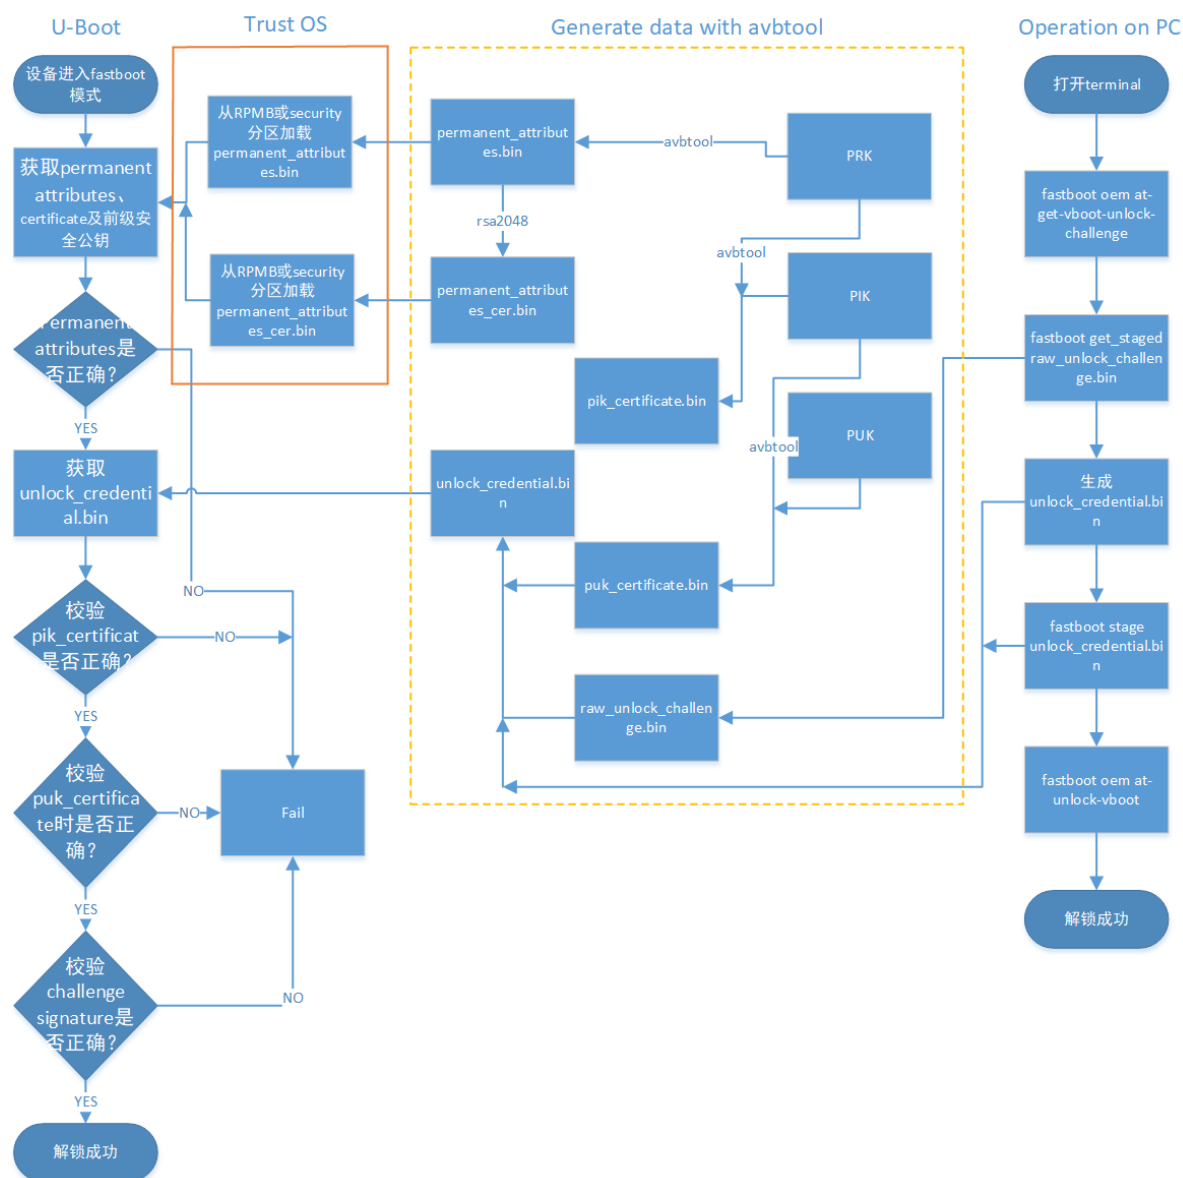 U-Boot
Trust OS
Generate data with avbtool
Operation on PC
设备进入fastboot
模式
获取permanent
attributes、
certificate及前级安
全公钥
Permanent
attributes是
否正确？
YES
获取
unlock_credenti
al.bin
NO
校验
pik_certificat
是否正确？
NO
YES
校验
puk_certifica
te时是否正
确？
NO
YES
校验
challenge
signature是
否正确？
NO
YES
解锁成功
Fail
从RPMB或security
分区加载
permanent_attribut
es.bin
从RPMB或security
分区加载
permanent_attribut
es_cer.bin
permanent_attribut
es.bin
rsa2048
permanent_attribut
es_cer.bin
avbtool
PRK
avbtool
PIK
pik_certificate.bin
PUK
avbtool
unlock_credential.bi
n
puk_certificate.bin
raw_unlock_challe
nge.bin
打开terminal
fastboot oem at-
get-vboot-unlock-
challenge
fastboot get_staged
raw_unlock_challe
nge.bin
生成
unlock_credential.bi
n
fastboot stage
unlock_credential.bi
n
fastboot oem at-
unlock-vboot
解锁成功